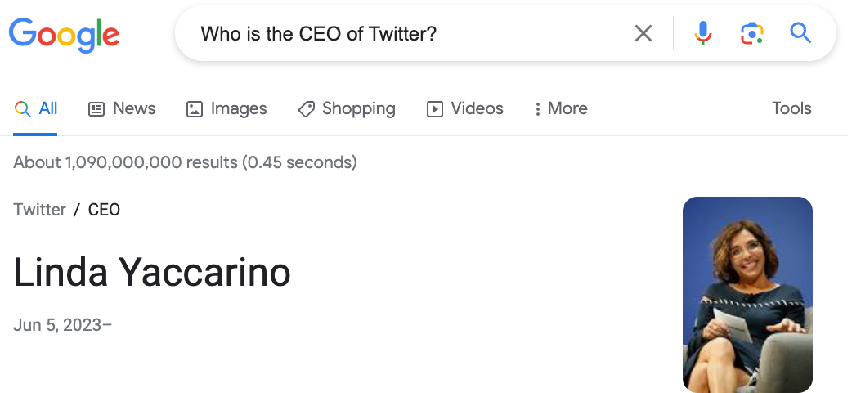 Google
Who is the CEO of Twitter?
All News Images Shopping Videos More Tools
About 1,090,000,000 results (0.45 seconds)
Twitter / CEO
Linda Yaccarino
Jun 5, 2023–